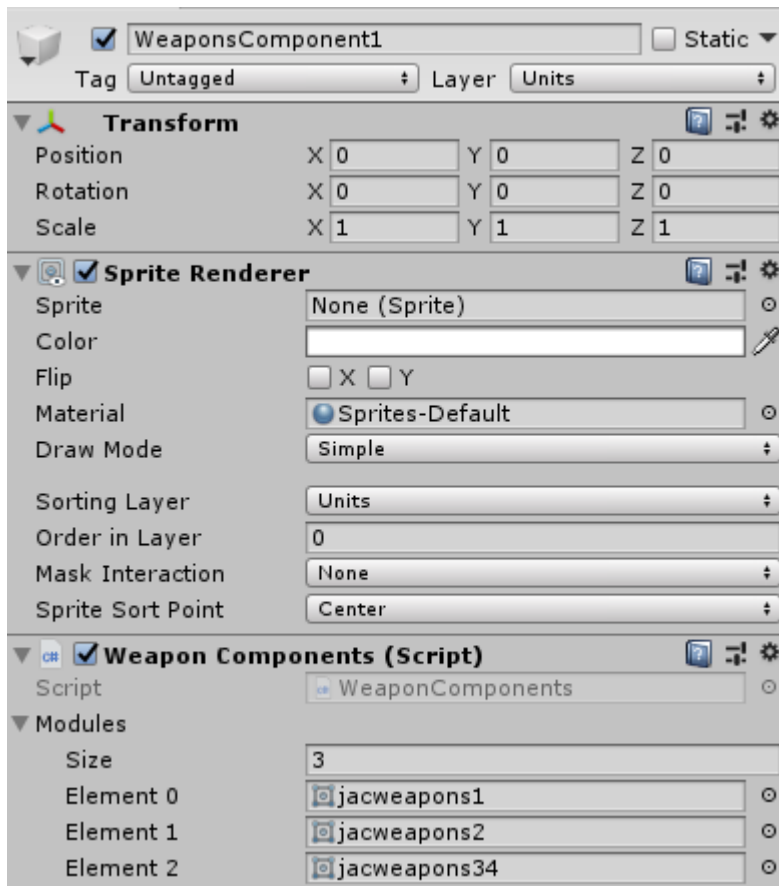 WeaponsComponent1 Static
Tag Untagged Layer Units
Transform
Position X 0 Y 0 Z 0
Rotation X 0 Y 0 Z 0
Scale X 1 Y 1 Z 1
Sprite Renderer
Sprite None (Sprite)
Color
Flip X Y
Material Sprites-Default
Draw Mode Simple
Sorting Layer Units
Order in Layer 0
Mask Interaction None
Sprite Sort Point Center
c# Weapon Components (Script)
Script WeaponComponents
Modules
Size 3
Element 0 jacweapons1
Element 1 jacweapons2
Element 2 jacweapons34